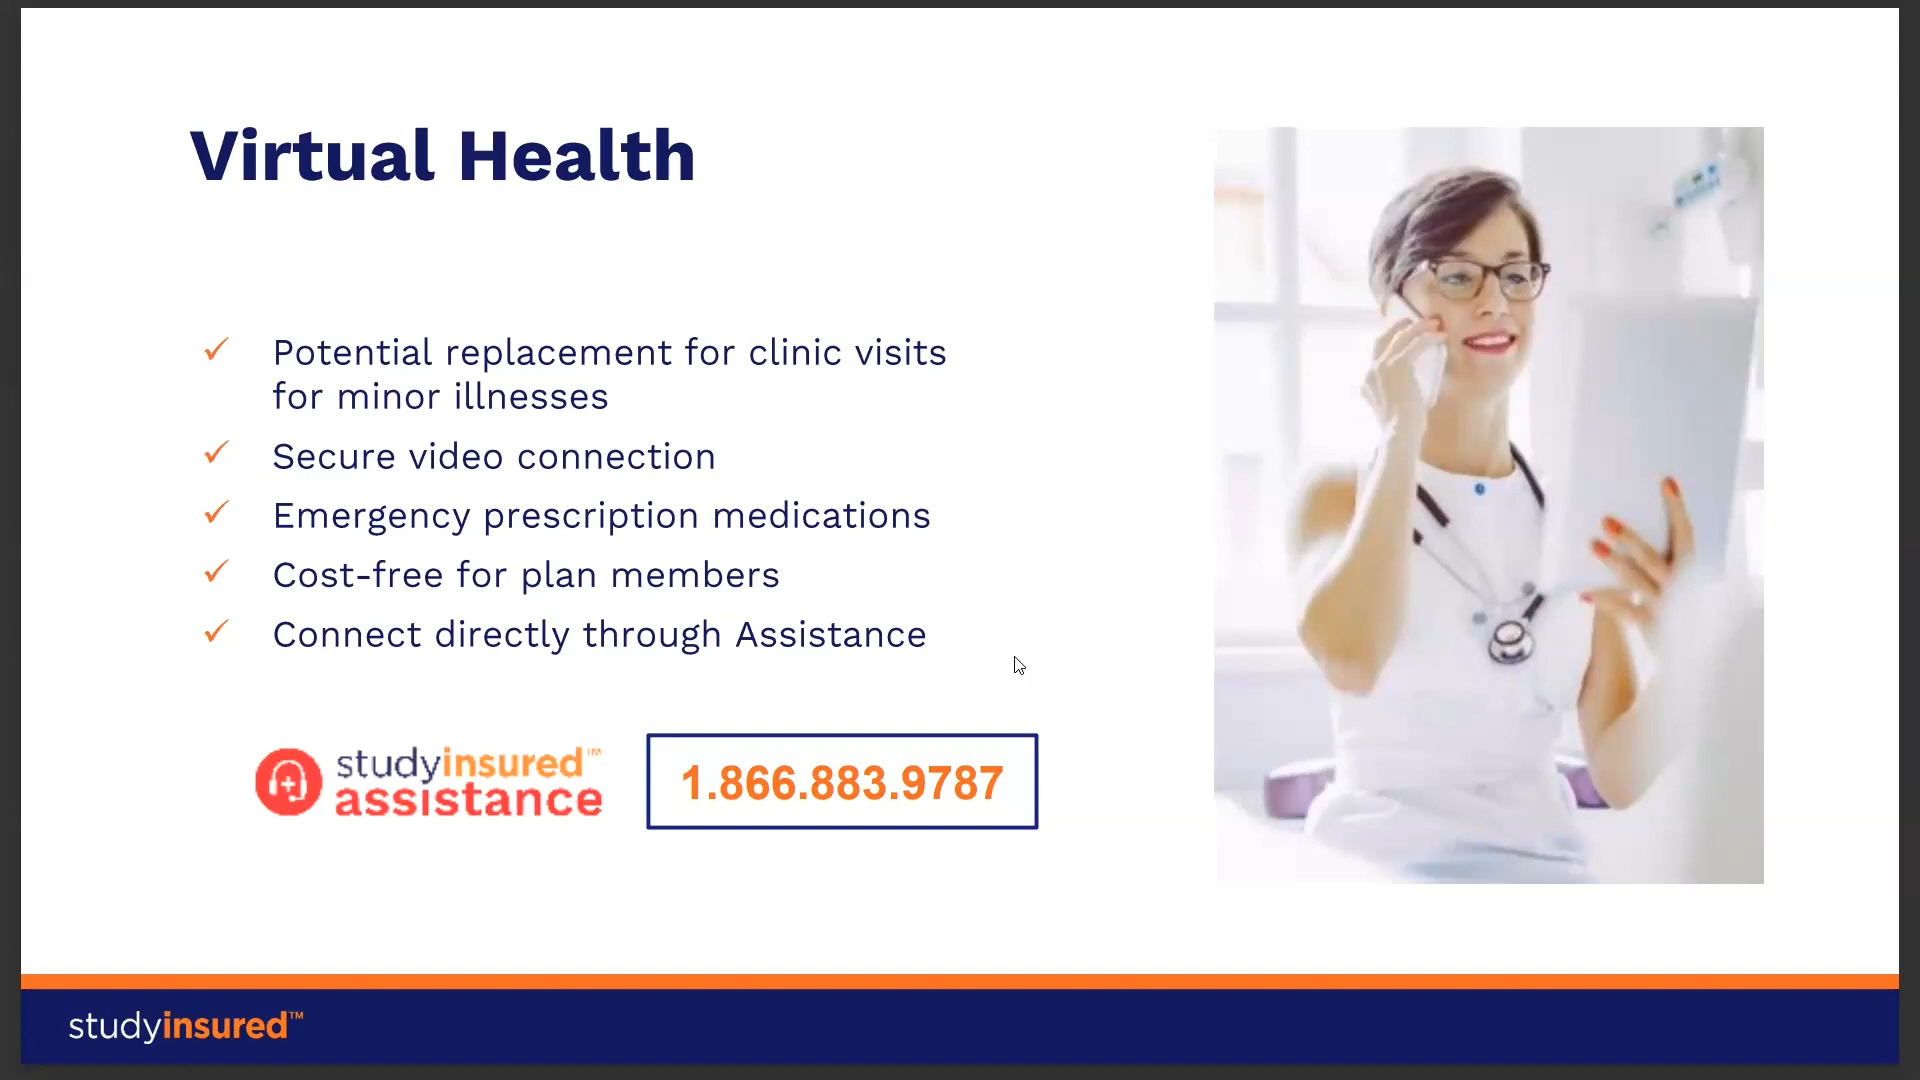 Virtual Health
✓ Potential replacement for clinic visits
for minor illnesses
✓ Secure video connection
✓ Emergency prescription medications
✓ Cost-free for plan members
✓ Connect directly through Assistance
studyinsured™
assistance
1.866.883.9787
studyinsured™